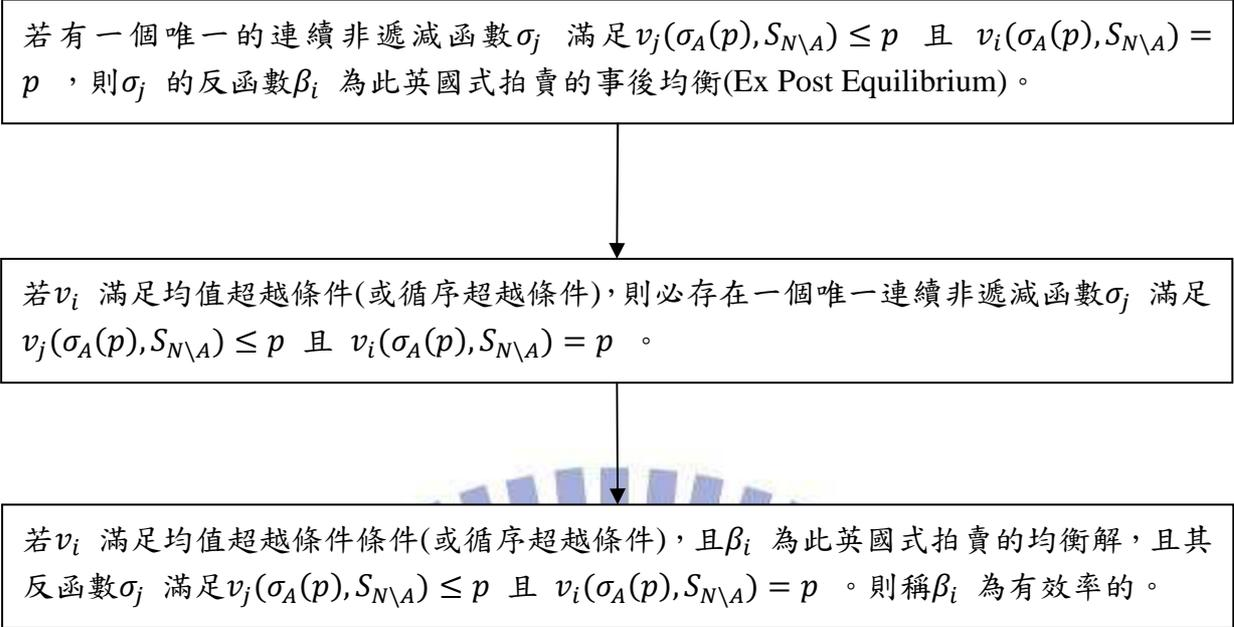 若有一個唯一的連續非遞減函數σ_j 滿足v_j(σ_A(p), S_{N\A}) ≤ p 且 v_i(σ_A(p), S_{N\A}) =
p ,則σ_j 的反函數β_i 為此英國式拍賣的事後均衡(Ex Post Equilibrium)。
若v_i 滿足均值超越條件(或循序超越條件),則必存在一個唯一連續非遞減函數σ_j 滿足
v_j(σ_A(p), S_{N\A}) ≤ p 且 v_i(σ_A(p), S_{N\A}) = p 。
若v_i 滿足均值超越條件條件(或循序超越條件),且β_i 為此英國式拍賣的均衡解,且其
反函數σ_j 滿足v_j(σ_A(p), S_{N\A}) ≤ p 且 v_i(σ_A(p), S_{N\A}) = p 。則稱β_i 為有效率的。